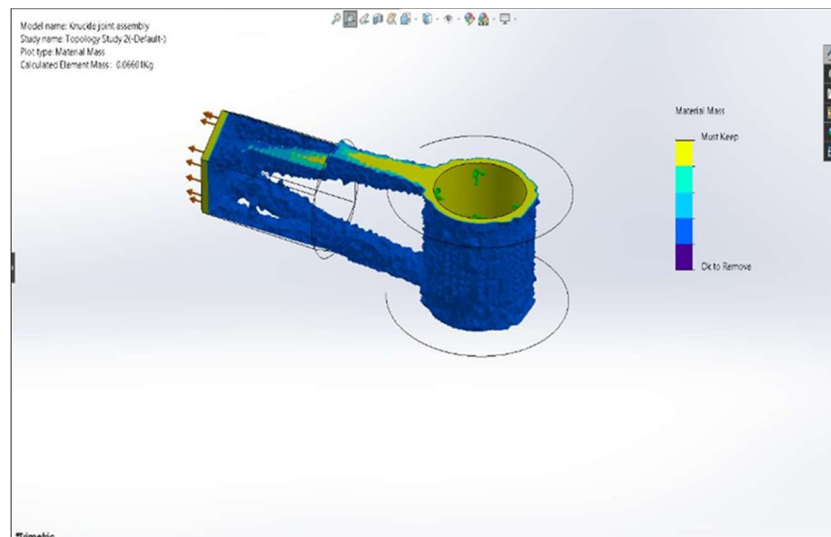 Model name: Knuckle joint assembly
Study name: Topology Study 2(-Default-)
Plot type: Material Mass
Calculated Element Mass : 0.06601Kg
Material Mass
Must Keep
Ok to Remove
*Trimetric